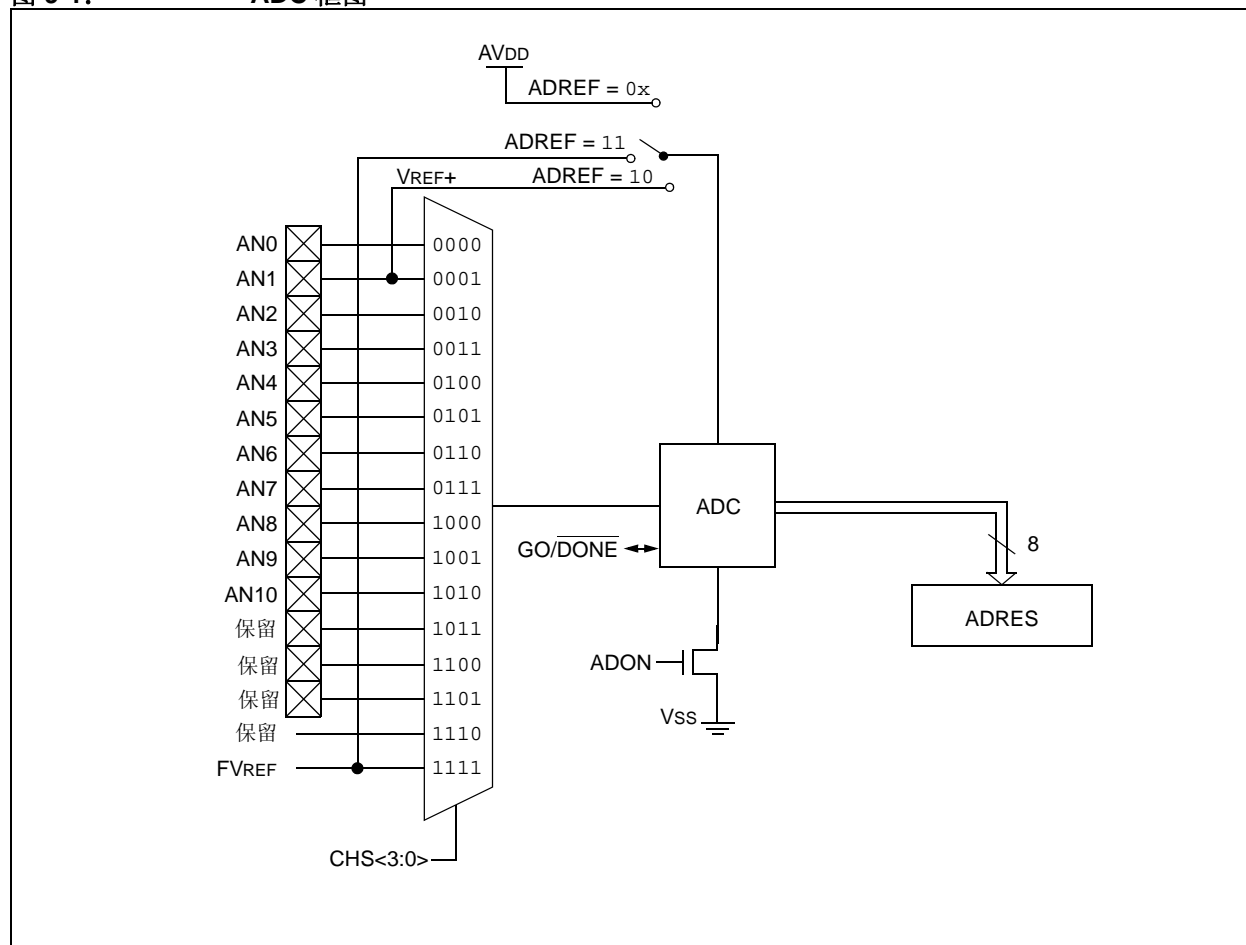 ADC
AVDD
ADREF = 0x
ADREF = 11
VREF+
ADREF = 10
AN0
0000
AN1
0001
AN2
0010
AN3
0011
AN4
0100
AN5
0101
AN6
0110
AN7
0111
AN8
1000
AN9
1001
AN10
1010
保留
1011
保留
1100
保留
1101
保留
1110
FVREF
1111
CHS<3:0>
ADC
GO/DONE
8
ADRES
ADON
VSS